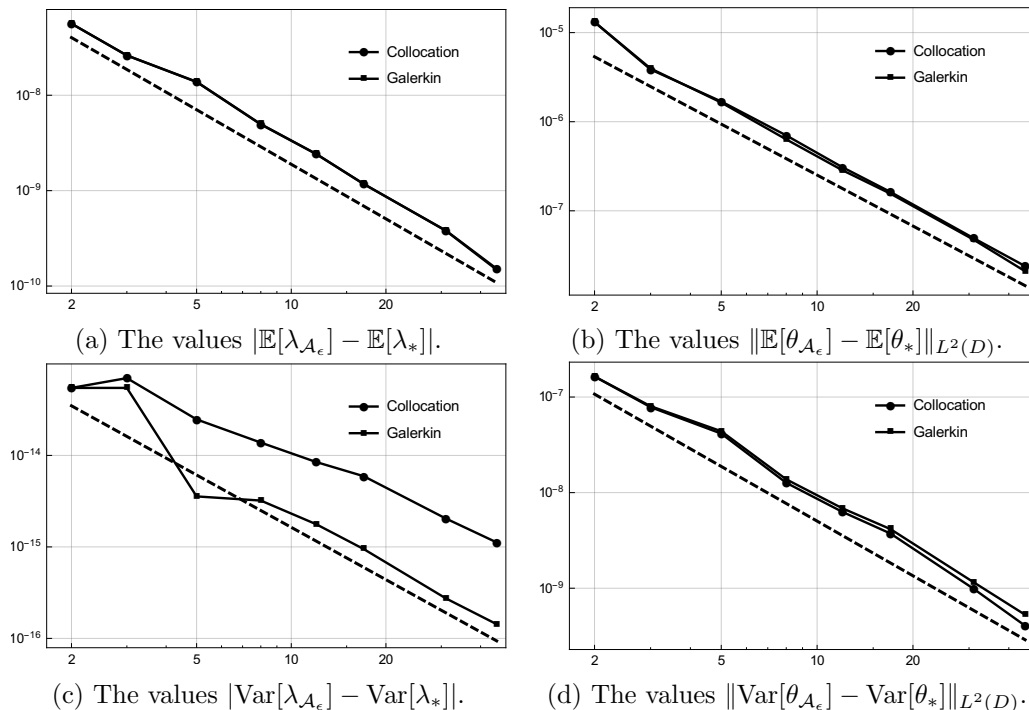 Collocation
Galerkin
10⁻⁸
10⁻⁹
10⁻¹⁰
2 5 10 20
(a) The values |𝔼[λ_{𝒜_ϵ}] − 𝔼[λ_*]|.
Collocation
Galerkin
10⁻⁵
10⁻⁶
10⁻⁷
2 5 10 20
(b) The values ‖𝔼[θ_{𝒜_ϵ}] − 𝔼[θ_*]‖_{L²(D)}.
Collocation
Galerkin
10⁻¹⁴
10⁻¹⁵
10⁻¹⁶
2 5 10 20
(c) The values |Var[λ_{𝒜_ϵ}] − Var[λ_*]|.
Collocation
Galerkin
10⁻⁷
10⁻⁸
10⁻⁹
2 5 10 20
(d) The values ‖Var[θ_{𝒜_ϵ}] − Var[θ_*]‖_{L²(D)}.